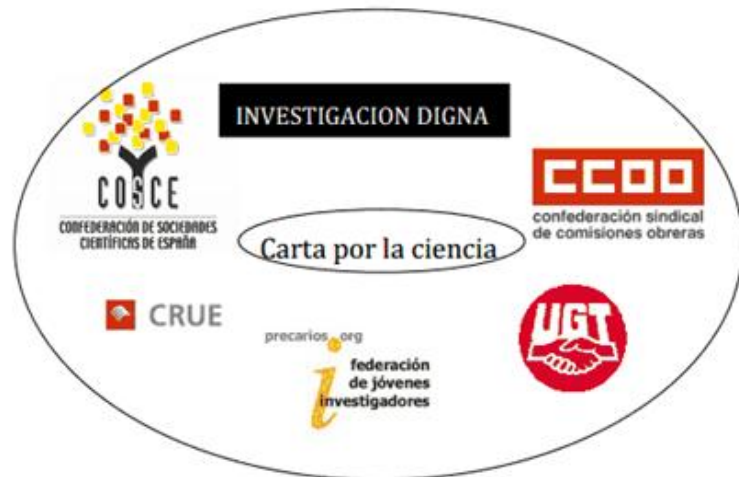 INVESTIGACION DIGNA
COSCE
CONFEDERACIÓN DE SOCIEDADES
CIENTÍFICAS DE ESPAÑA
CCOO
confederación sindical
de comisiones obreras
Carta por la ciencia
CRUE
precarios.org
i
federación
de jóvenes
investigadores
UGT